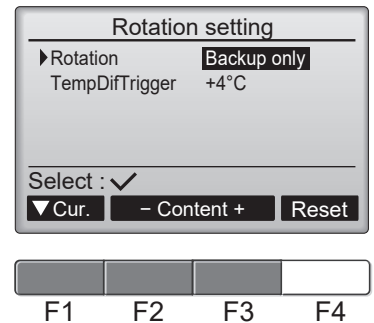 Rotation setting
Rotation Backup only
TempDifTrigger +4°C
Select :
Cur. − Content + Reset
F1 F2 F3 F4